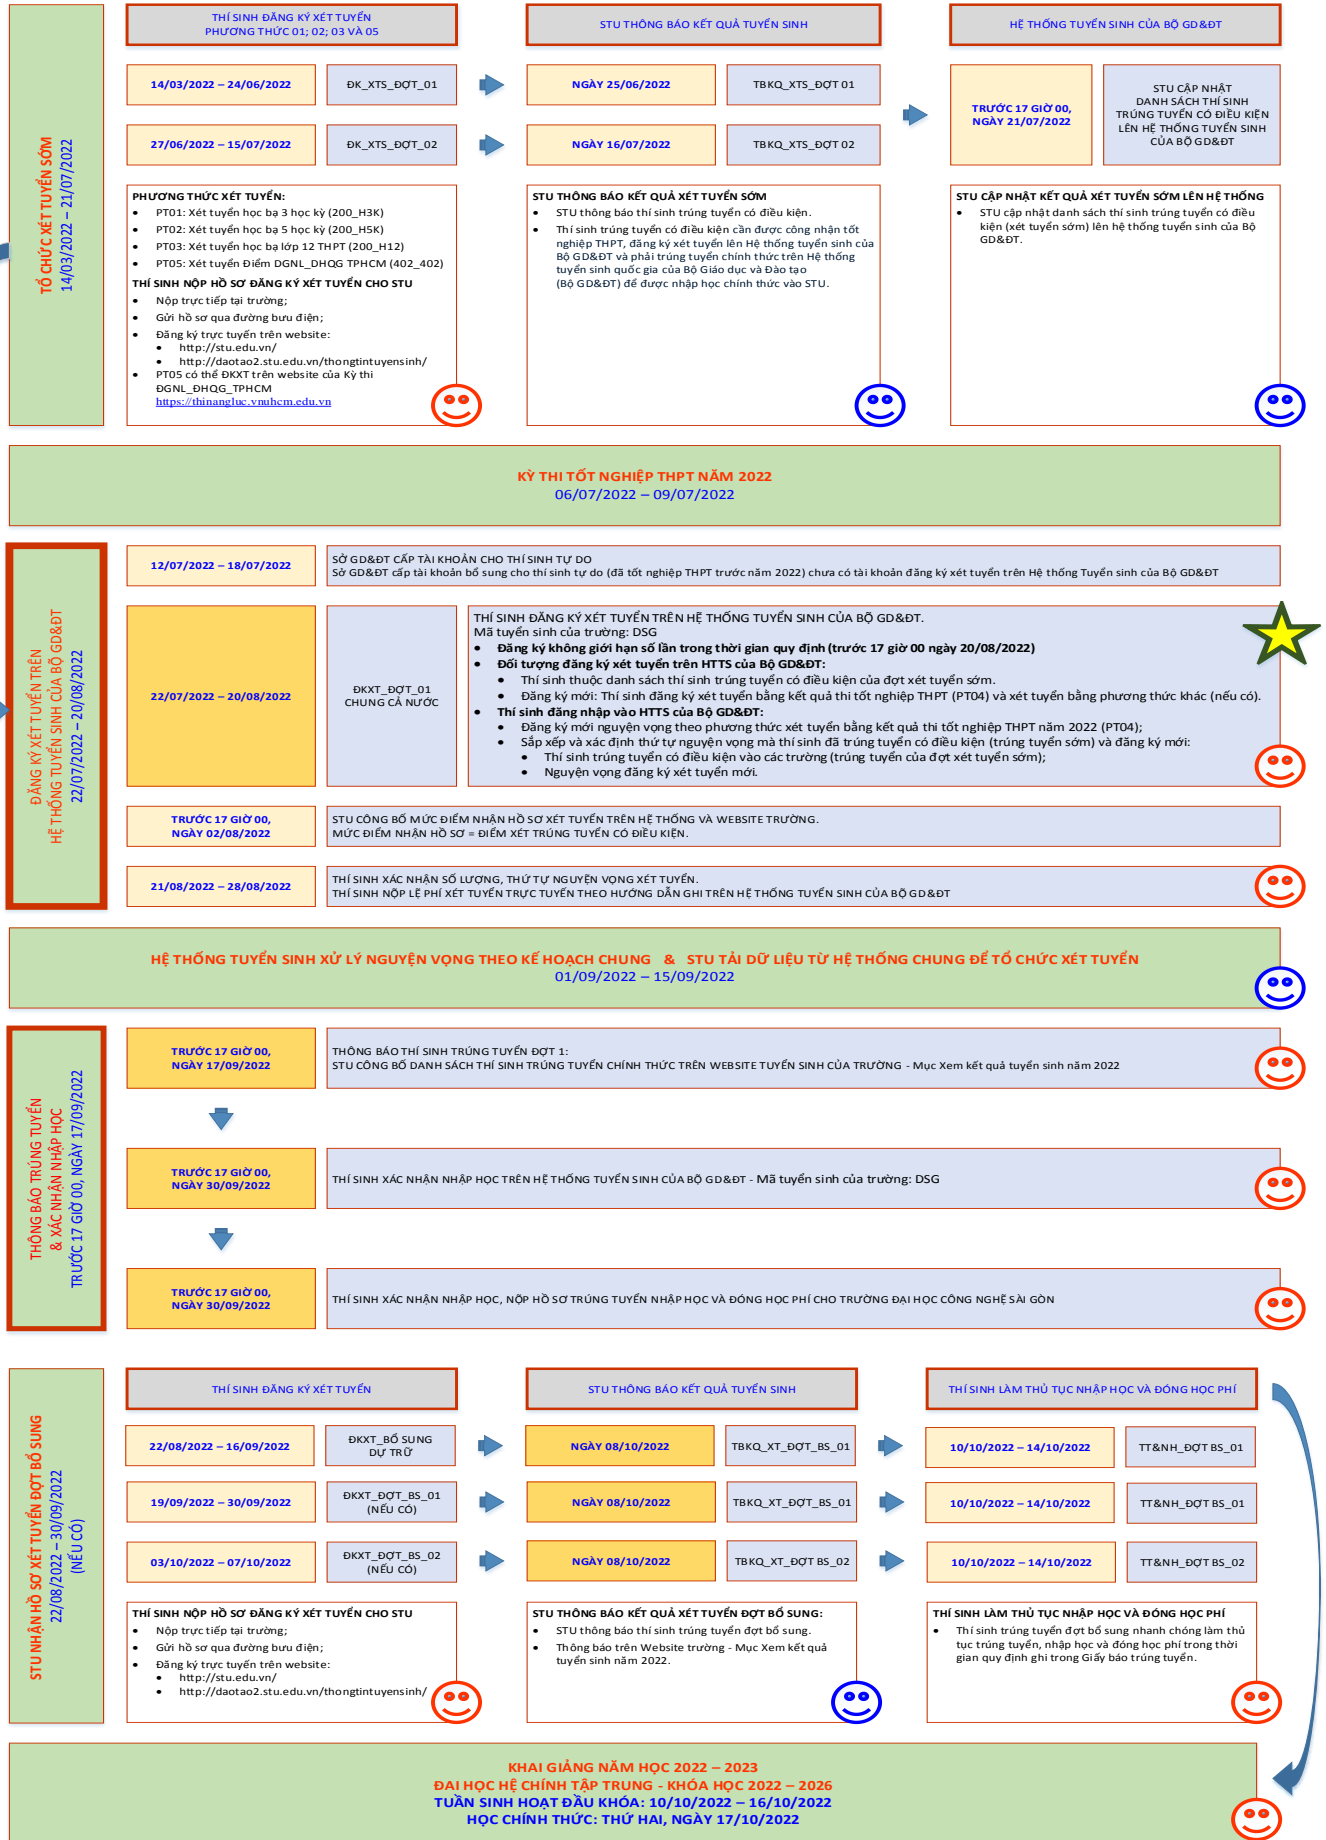 TỔ CHỨC XÉT TUYỂN SỚM
14/03/2022 – 21/07/2022
THÍ SINH ĐĂNG KÝ XÉT TUYỂN
PHƯƠNG THỨC 01; 02; 03 VÀ 05
STU THÔNG BÁO KẾT QUẢ TUYỂN SINH
HỆ THỐNG TUYỂN SINH CỦA BỘ GD&ĐT
14/03/2022 – 24/06/2022
ĐK_XTS_ĐỢT_01
NGÀY 25/06/2022
TBKQ_XTS_ĐỢT 01
27/06/2022 – 15/07/2022
ĐK_XTS_ĐỢT_02
NGÀY 16/07/2022
TBKQ_XTS_ĐỢT 02
TRƯỚC 17 GIỜ 00,
NGÀY 21/07/2022
STU CẬP NHẬT
DANH SÁCH THÍ SINH
TRÚNG TUYỂN CÓ ĐIỀU KIỆN
LÊN HỆ THỐNG TUYỂN SINH
CỦA BỘ GD&ĐT
PHƯƠNG THỨC XÉT TUYỂN:
• PT01: Xét tuyển học bạ 3 học kỳ (200_H3K)
• PT02: Xét tuyển học bạ 5 học kỳ (200_H5K)
• PT03: Xét tuyển học bạ lớp 12 THPT (200_H12)
• PT05: Xét tuyển Điểm DGNL_DHQG TPHCM (402_402)
THÍ SINH NỘP HỒ SƠ ĐĂNG KÝ XÉT TUYỂN CHO STU
• Nộp trực tiếp tại trường;
• Gửi hồ sơ qua đường bưu điện;
• Đăng ký trực tuyến trên website:
• http://stu.edu.vn/
• http://daotao2.stu.edu.vn/thongtintuyensinh/
• PT05 có thể ĐKXT trên website của Kỳ thi
ĐGNL_ĐHQG_TPHCM
https://thinangluc.vnuhcm.edu.vn
STU THÔNG BÁO KẾT QUẢ XÉT TUYỂN SỚM
• STU thông báo thí sinh trúng tuyển có điều kiện.
• Thí sinh trúng tuyển có điều kiện cần được công nhận tốt
nghiệp THPT, đăng ký xét tuyển lên Hệ thống tuyển sinh của
Bộ GD&ĐT và phải trúng tuyển chính thức trên Hệ thống
tuyển sinh quốc gia của Bộ Giáo dục và Đào tạo
(Bộ GD&ĐT) để được nhập học chính thức vào STU.
STU CẬP NHẬT KẾT QUẢ XÉT TUYỂN SỚM LÊN HỆ THỐNG
• STU cập nhật danh sách thí sinh trúng tuyển có điều
kiện (xét tuyển sớm) lên hệ thống tuyển sinh của Bộ
GD&ĐT.
KỲ THI TỐT NGHIỆP THPT NĂM 2022
06/07/2022 – 09/07/2022
ĐĂNG KÝ XÉT TUYỂN TRÊN
HỆ THỐNG TUYỂN SINH CỦA BỘ GD&ĐT
22/07/2022 – 20/08/2022
12/07/2022 – 18/07/2022
SỞ GD&ĐT CẤP TÀI KHOẢN CHO THÍ SINH TỰ DO
Sở GD&ĐT cấp tài khoản bổ sung cho thí sinh tự do (đã tốt nghiệp THPT trước năm 2022) chưa có tài khoản đăng ký xét tuyển trên Hệ thống Tuyển sinh của Bộ GD&ĐT
22/07/2022 – 20/08/2022
ĐKXT_ĐỢT_01
CHUNG CẢ NƯỚC
THÍ SINH ĐĂNG KÝ XÉT TUYỂN TRÊN HỆ THỐNG TUYỂN SINH CỦA BỘ GD&ĐT.
Mã tuyển sinh của trường: DSG
• Đăng ký không giới hạn số lần trong thời gian quy định (trước 17 giờ 00 ngày 20/08/2022)
• Đối tượng đăng ký xét tuyển trên HTTS của Bộ GD&ĐT:
• Thí sinh thuộc danh sách thí sinh trúng tuyển có điều kiện của đợt xét tuyển sớm.
• Đăng ký mới: Thí sinh đăng ký xét tuyển bằng kết quả thi tốt nghiệp THPT (PT04) và xét tuyển bằng phương thức khác (nếu có).
• Thí sinh đăng nhập vào HTTS của Bộ GD&ĐT:
• Đăng ký mới nguyện vọng theo phương thức xét tuyển bằng kết quả thi tốt nghiệp THPT năm 2022 (PT04);
• Sắp xếp và xác định thứ tự nguyện vọng mà thí sinh đã trúng tuyển có điều kiện (trúng tuyển sớm) và đăng ký mới:
• Thí sinh trúng tuyển có điều kiện vào các trường (trúng tuyển của đợt xét tuyển sớm);
• Nguyện vọng đăng ký xét tuyển mới.
TRƯỚC 17 GIỜ 00,
NGÀY 02/08/2022
STU CÔNG BỐ MỨC ĐIỂM NHẬN HỒ SƠ XÉT TUYỂN TRÊN HỆ THỐNG VÀ WEBSITE TRƯỜNG.
MỨC ĐIỂM NHẬN HỒ SƠ = ĐIỂM XÉT TRÚNG TUYỂN CÓ ĐIỀU KIỆN.
21/08/2022 – 28/08/2022
THÍ SINH XÁC NHẬN SỐ LƯỢNG, THỨ TỰ NGUYỆN VỌNG XÉT TUYỂN.
THÍ SINH NỘP LỆ PHÍ XÉT TUYỂN TRỰC TUYẾN THEO HƯỚNG DẪN GHI TRÊN HỆ THỐNG TUYỂN SINH CỦA BỘ GD&ĐT
HỆ THỐNG TUYỂN SINH XỬ LÝ NGUYỆN VỌNG THEO KẾ HOẠCH CHUNG & STU TẢI DỮ LIỆU TỪ HỆ THỐNG CHUNG ĐỂ TỔ CHỨC XÉT TUYỂN
01/09/2022 – 15/09/2022
THÔNG BÁO TRÚNG TUYỂN
& XÁC NHẬN NHẬP HỌC
TRƯỚC 17 GIỜ 00, NGÀY 17/09/2022
TRƯỚC 17 GIỜ 00,
NGÀY 17/09/2022
THÔNG BÁO THÍ SINH TRÚNG TUYỂN ĐỢT 1:
STU CÔNG BỐ DANH SÁCH THÍ SINH TRÚNG TUYỂN CHÍNH THỨC TRÊN WEBSITE TUYỂN SINH CỦA TRƯỜNG - Mục Xem kết quả tuyển sinh năm 2022
TRƯỚC 17 GIỜ 00,
NGÀY 30/09/2022
THÍ SINH XÁC NHẬN NHẬP HỌC TRÊN HỆ THỐNG TUYỂN SINH CỦA BỘ GD&ĐT - Mã tuyển sinh của trường: DSG
TRƯỚC 17 GIỜ 00,
NGÀY 30/09/2022
THÍ SINH XÁC NHẬN NHẬP HỌC, NỘP HỒ SƠ TRÚNG TUYỂN NHẬP HỌC VÀ ĐÓNG HỌC PHÍ CHO TRƯỜNG ĐẠI HỌC CÔNG NGHỆ SÀI GÒN
STU NHẬN HỒ SƠ XÉT TUYỂN ĐỢT BỔ SUNG
22/08/2022 – 30/09/2022
(NẾU CÓ)
THÍ SINH ĐĂNG KÝ XÉT TUYỂN
STU THÔNG BÁO KẾT QUẢ TUYỂN SINH
THÍ SINH LÀM THỦ TỤC NHẬP HỌC VÀ ĐÓNG HỌC PHÍ
22/08/2022 – 16/09/2022
ĐKXT_BỔ SUNG
DỰ TRỮ
NGÀY 08/10/2022
TBKQ_XT_ĐỢT_BS_01
10/10/2022 – 14/10/2022
TT&NH_ĐỢT BS_01
19/09/2022 – 30/09/2022
ĐKXT_ĐỢT_BS_01
(NẾU CÓ)
NGÀY 08/10/2022
TBKQ_XT_ĐỢT_BS_01
10/10/2022 – 14/10/2022
TT&NH_ĐỢT BS_01
03/10/2022 – 07/10/2022
ĐKXT_ĐỢT_BS_02
(NẾU CÓ)
NGÀY 08/10/2022
TBKQ_XT_ĐỢT BS_02
10/10/2022 – 14/10/2022
TT&NH_ĐỢT BS_02
THÍ SINH NỘP HỒ SƠ ĐĂNG KÝ XÉT TUYỂN CHO STU
• Nộp trực tiếp tại trường;
• Gửi hồ sơ qua đường bưu điện;
• Đăng ký trực tuyến trên website:
• http://stu.edu.vn/
• http://daotao2.stu.edu.vn/thongtintuyensinh/
STU THÔNG BÁO KẾT QUẢ XÉT TUYỂN ĐỢT BỔ SUNG:
• STU thông báo thí sinh trúng tuyển đợt bổ sung.
• Thông báo trên Website trường - Mục Xem kết quả
tuyển sinh năm 2022.
THÍ SINH LÀM THỦ TỤC NHẬP HỌC VÀ ĐÓNG HỌC PHÍ
• Thí sinh trúng tuyển đợt bổ sung nhanh chóng làm thủ
tục trúng tuyển, nhập học và đóng học phí trong thời
gian quy định ghi trong Giấy báo trúng tuyển.
KHAI GIẢNG NĂM HỌC 2022 – 2023
ĐẠI HỌC HỆ CHÍNH TẬP TRUNG - KHÓA HỌC 2022 – 2026
TUẦN SINH HOẠT ĐẦU KHÓA: 10/10/2022 – 16/10/2022
HỌC CHÍNH THỨC: THỨ HAI, NGÀY 17/10/2022